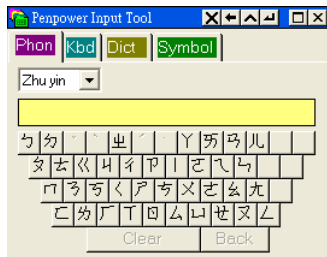 Penpower Input Tool
Phon Kbd Dict Symbol
Zhu yin
ㄅ ㄉ ˇ ˋ ㄓ ˊ ˙ ㄚ ㄞ ㄢ ㄦ
ㄆ ㄊ ㄍ ㄐ ㄔ ㄗ ㄧ ㄛ ㄟ ㄣ
ㄇ ㄋ ㄎ ㄑ ㄕ ㄘ ㄨ ㄜ ㄠ ㄤ
ㄈ ㄌ ㄏ ㄒ ㄖ ㄙ ㄩ ㄝ ㄡ ㄥ
Clear Back